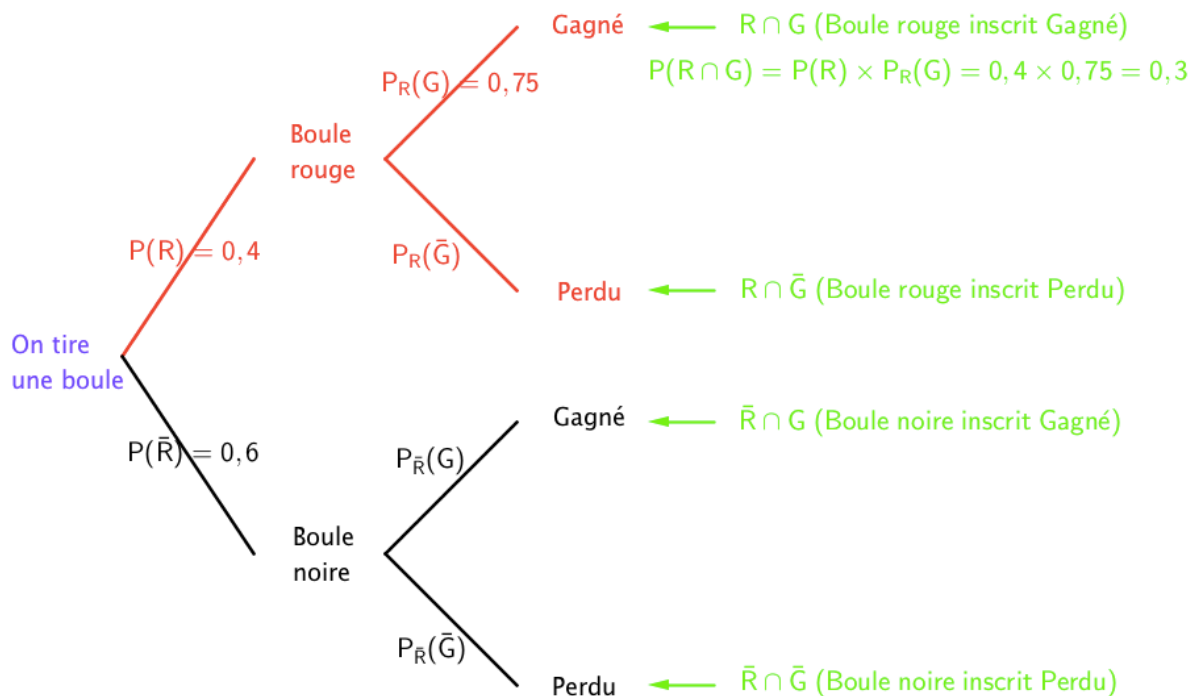 Gagné
R ∩ G (Boule rouge inscrit Gagné)
P_R(G) = 0,75
P(R ∩ G) = P(R) × P_R(G) = 0,4 × 0,75 = 0,3
Boule
rouge
P(R) = 0,4
P_R(Ḡ)
Perdu
R ∩ Ḡ (Boule rouge inscrit Perdu)
On tire
une boule
Gagné
R̄ ∩ G (Boule noire inscrit Gagné)
P(R̄) = 0,6
P_R̄(G)
Boule
noire
P_R̄(Ḡ)
Perdu
R̄ ∩ Ḡ (Boule noire inscrit Perdu)